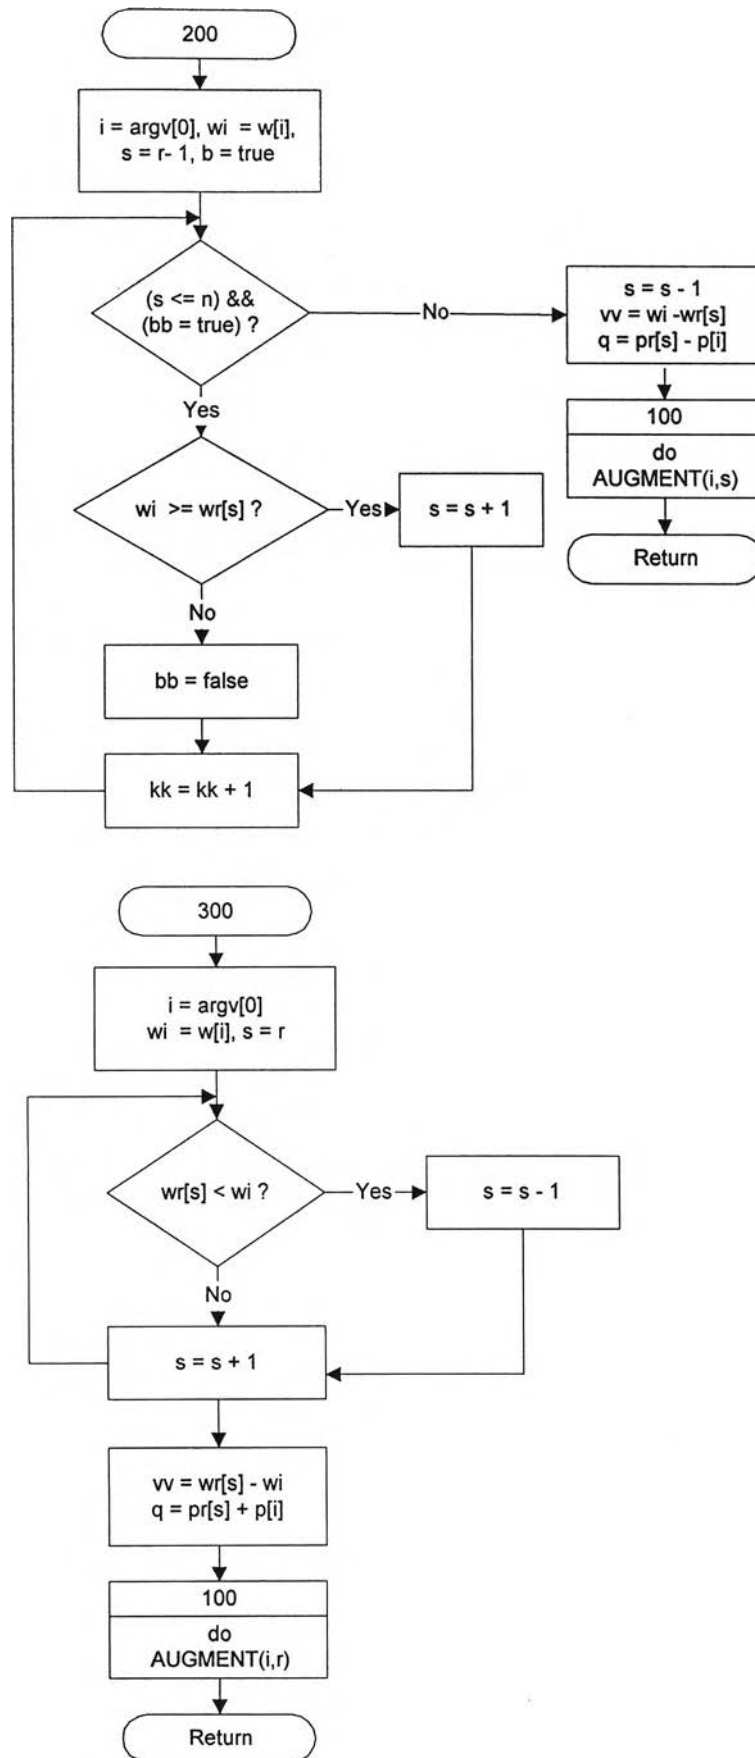 200
i = argv[0], wi = w[i],
s = r- 1, b = true
(s <= n) &&
(bb = true) ?
No
s = s - 1
vv = wi -wr[s]
q = pr[s] - p[i]
100
do
AUGMENT(i,s)
Return
Yes
wi >= wr[s] ?
Yes
s = s + 1
No
bb = false
kk = kk + 1
300
i = argv[0]
wi = w[i], s = r
wr[s] < wi ?
Yes
s = s - 1
No
s = s + 1
vv = wr[s] - wi
q = pr[s] + p[i]
100
do
AUGMENT(i,r)
Return